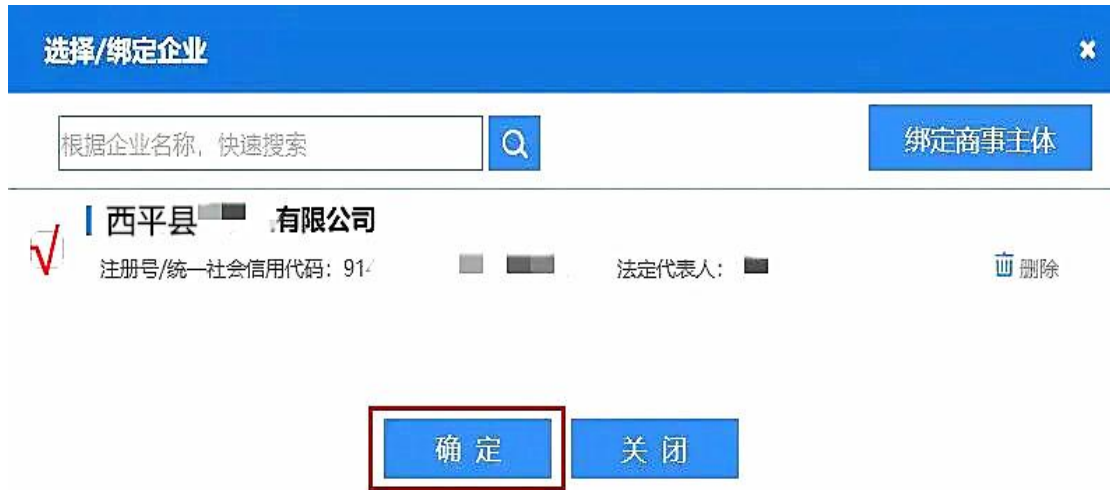 选择/绑定企业
根据企业名称，快速搜索
绑定商事主体
西平县 有限公司
注册号/统一社会信用代码：91 法定代表人： 删除
确定 关闭